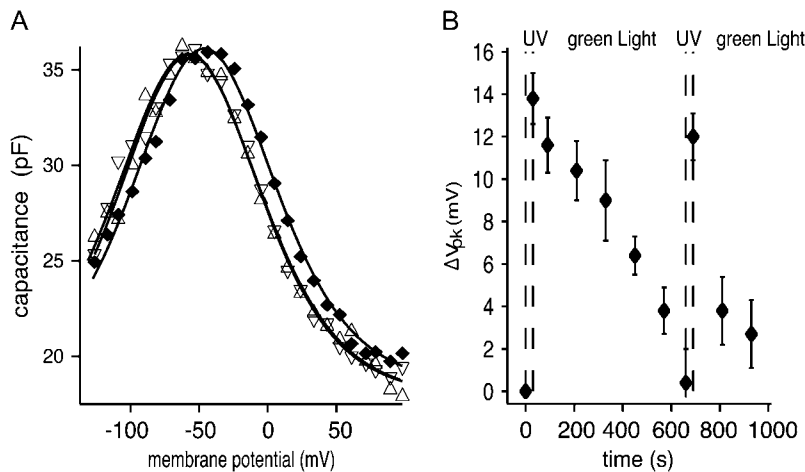 A
35
30
25
20
capacitance (pF)
-100 -50 0 50
membrane potential (mV)
B
UV green Light UV green Light
16
14
12
10
8
6
4
2
0
ΔVpk (mV)
0 200 400 600 800 1000
time (s)